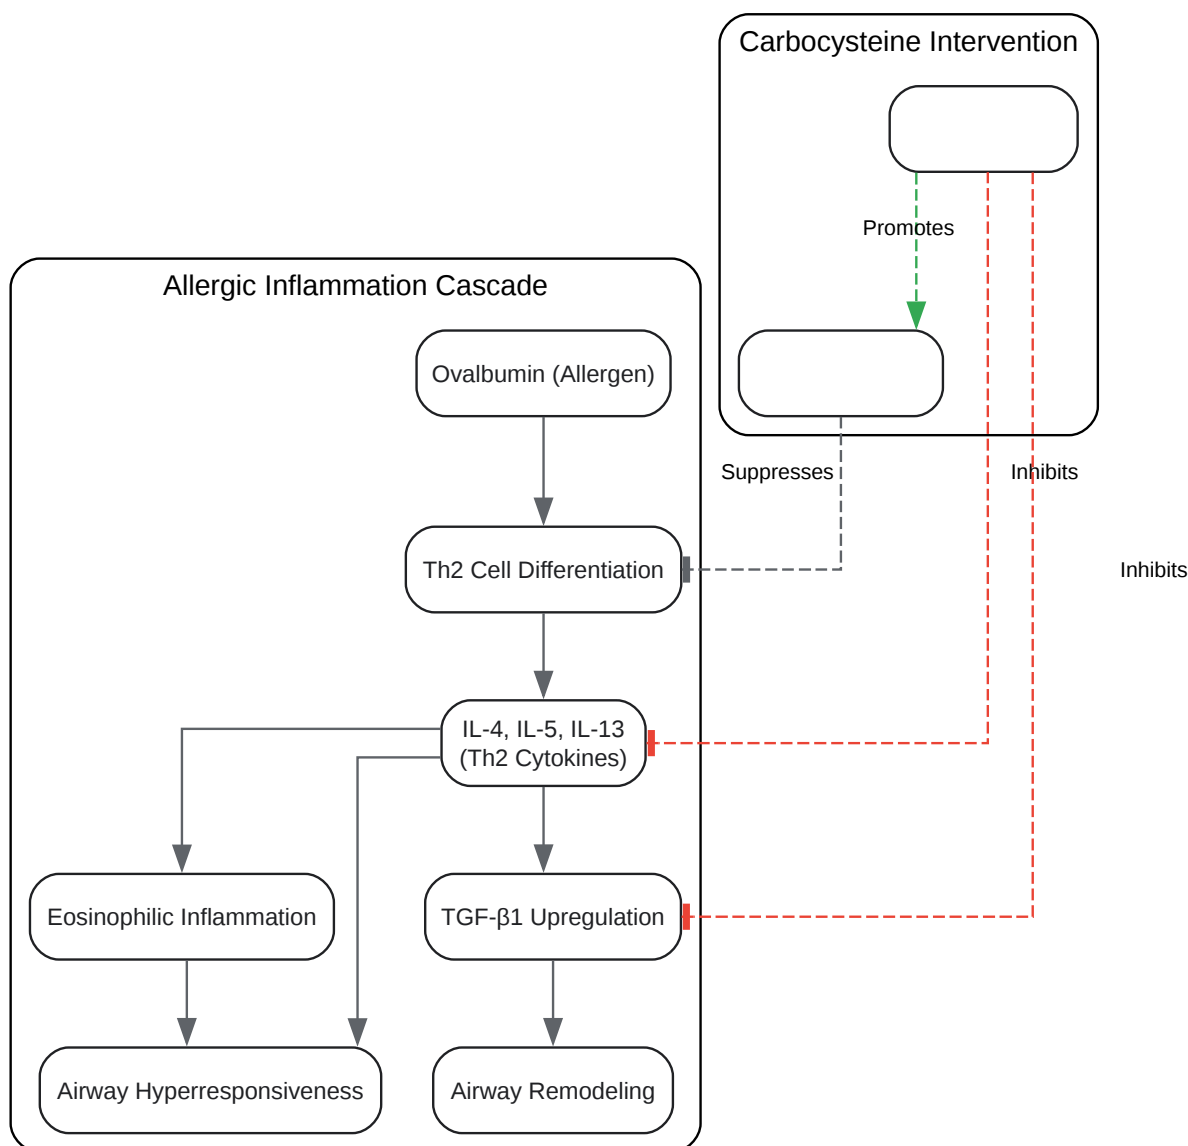 Carbocysteine Intervention
Promotes
Allergic Inflammation Cascade
Ovalbumin (Allergen)
Suppresses
Inhibits
Th2 Cell Differentiation
Inhibits
IL-4, IL-5, IL-13
(Th2 Cytokines)
Eosinophilic Inflammation
TGF-β1 Upregulation
Airway Hyperresponsiveness
Airway Remodeling